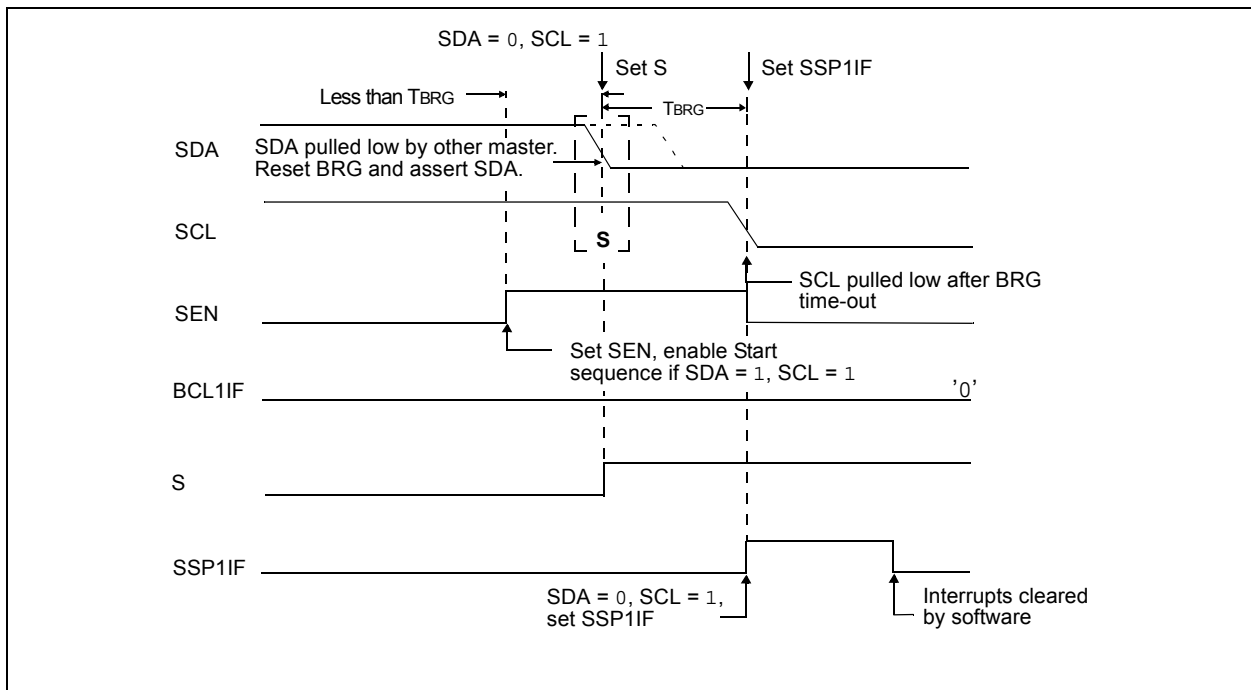 SDA = 0, SCL = 1
Set S
Set SSP1IF
Less than TBRG
TBRG
SDA
SDA pulled low by other master.
Reset BRG and assert SDA.
SCL
S
SCL pulled low after BRG
time-out
SEN
Set SEN, enable Start
sequence if SDA = 1, SCL = 1
BCL1IF
'0'
S
SSP1IF
SDA = 0, SCL = 1,
set SSP1IF
Interrupts cleared
by software